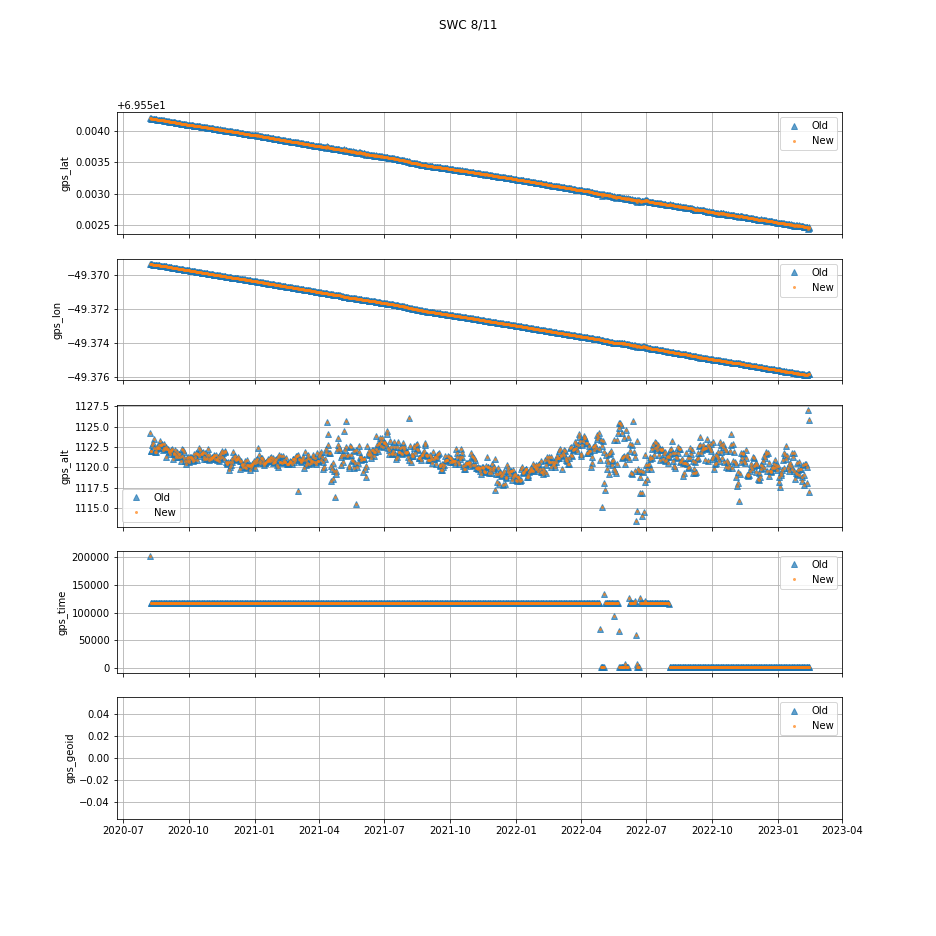 SWC 8/11
+6.955e1
0.0040
0.0035
0.0030
0.0025
gps_lat
Old
New
−49.370
−49.372
−49.374
−49.376
gps_lon
Old
New
1127.5
1125.0
1122.5
1120.0
1117.5
1115.0
gps_alt
Old
New
200000
150000
100000
50000
0
gps_time
Old
New
0.04
0.02
0.00
−0.02
−0.04
gps_geoid
Old
New
2020-07 2020-10 2021-01 2021-04 2021-07 2021-10 2022-01 2022-04 2022-07 2022-10 2023-01 2023-04